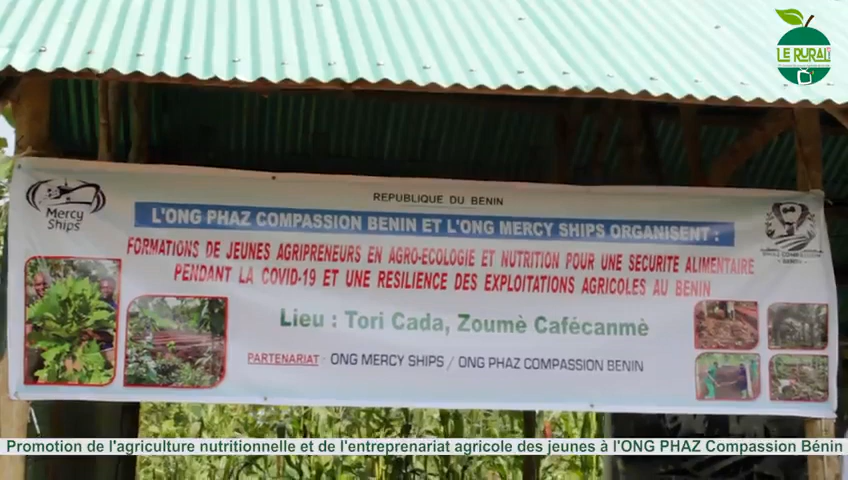 LE RURAL
Mercy
Ships
REPUBLIQUE DU BENIN
L'ONG PHAZ COMPASSION BENIN ET L'ONG MERCY SHIPS ORGANISENT :
FORMATIONS DE JEUNES AGRIPRENEURS EN AGRO-ECOLOGIE ET NUTRITION POUR UNE SECURITE ALIMENTAIRE
PENDANT LA COVID-19 ET UNE RESILIENCE DES EXPLOITATIONS AGRICOLES AU BENIN
PHAZ COMPASSION
BENIN
Lieu : Tori Cada, Zoumè Cafécanmè
PARTENARIAT - ONG MERCY SHIPS / ONG PHAZ COMPASSION BENIN
Promotion de l'agriculture nutritionnelle et de l'entreprenariat agricole des jeunes à l'ONG PHAZ Compassion Bénin